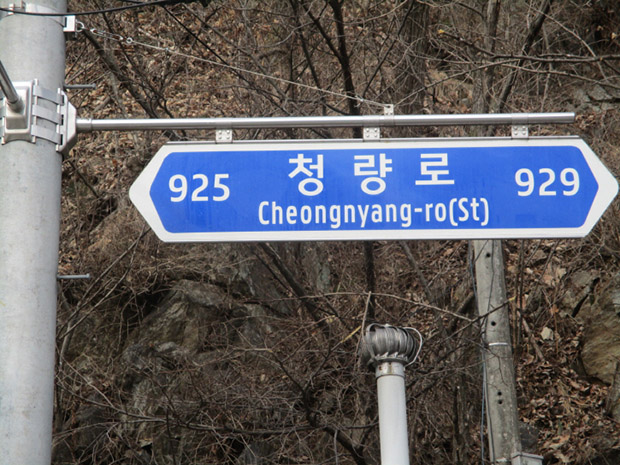 925 청량로 929
Cheongnyang-ro(St)